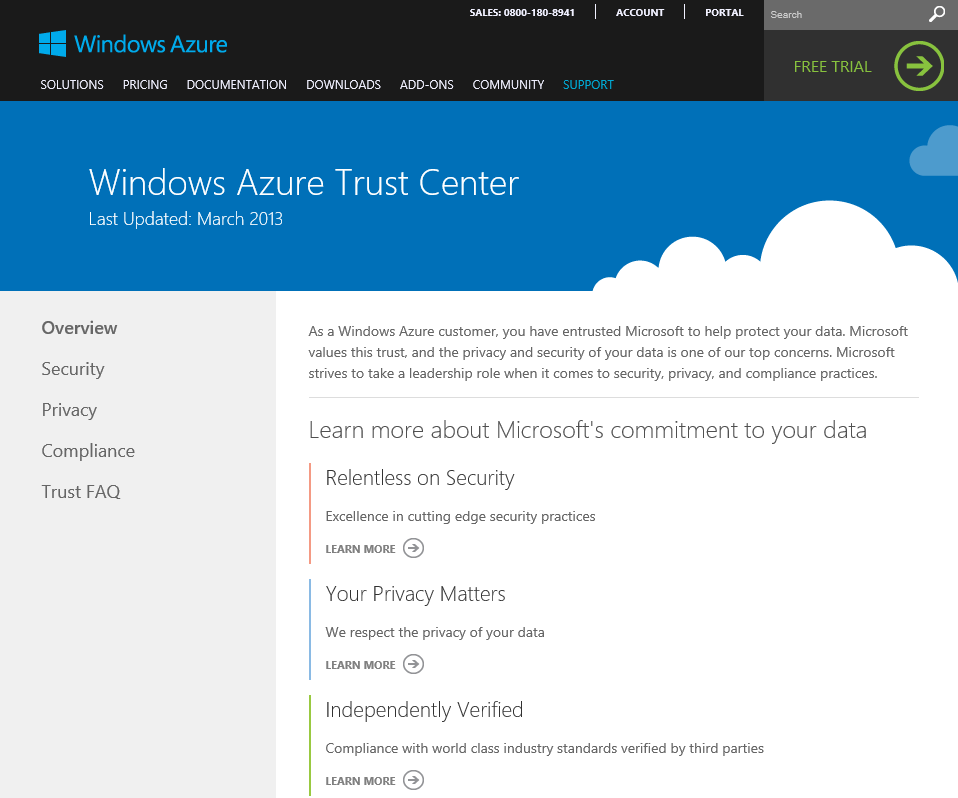 SALES: 0800-180-8941 ACCOUNT PORTAL Search
Windows Azure
FREE TRIAL
SOLUTIONS PRICING DOCUMENTATION DOWNLOADS ADD-ONS COMMUNITY SUPPORT
Windows Azure Trust Center
Last Updated: March 2013
Overview
Security
Privacy
Compliance
Trust FAQ
As a Windows Azure customer, you have entrusted Microsoft to help protect your data. Microsoft
values this trust, and the privacy and security of your data is one of our top concerns. Microsoft
strives to take a leadership role when it comes to security, privacy, and compliance practices.
Learn more about Microsoft's commitment to your data
Relentless on Security
Excellence in cutting edge security practices
LEARN MORE
Your Privacy Matters
We respect the privacy of your data
LEARN MORE
Independently Verified
Compliance with world class industry standards verified by third parties
LEARN MORE